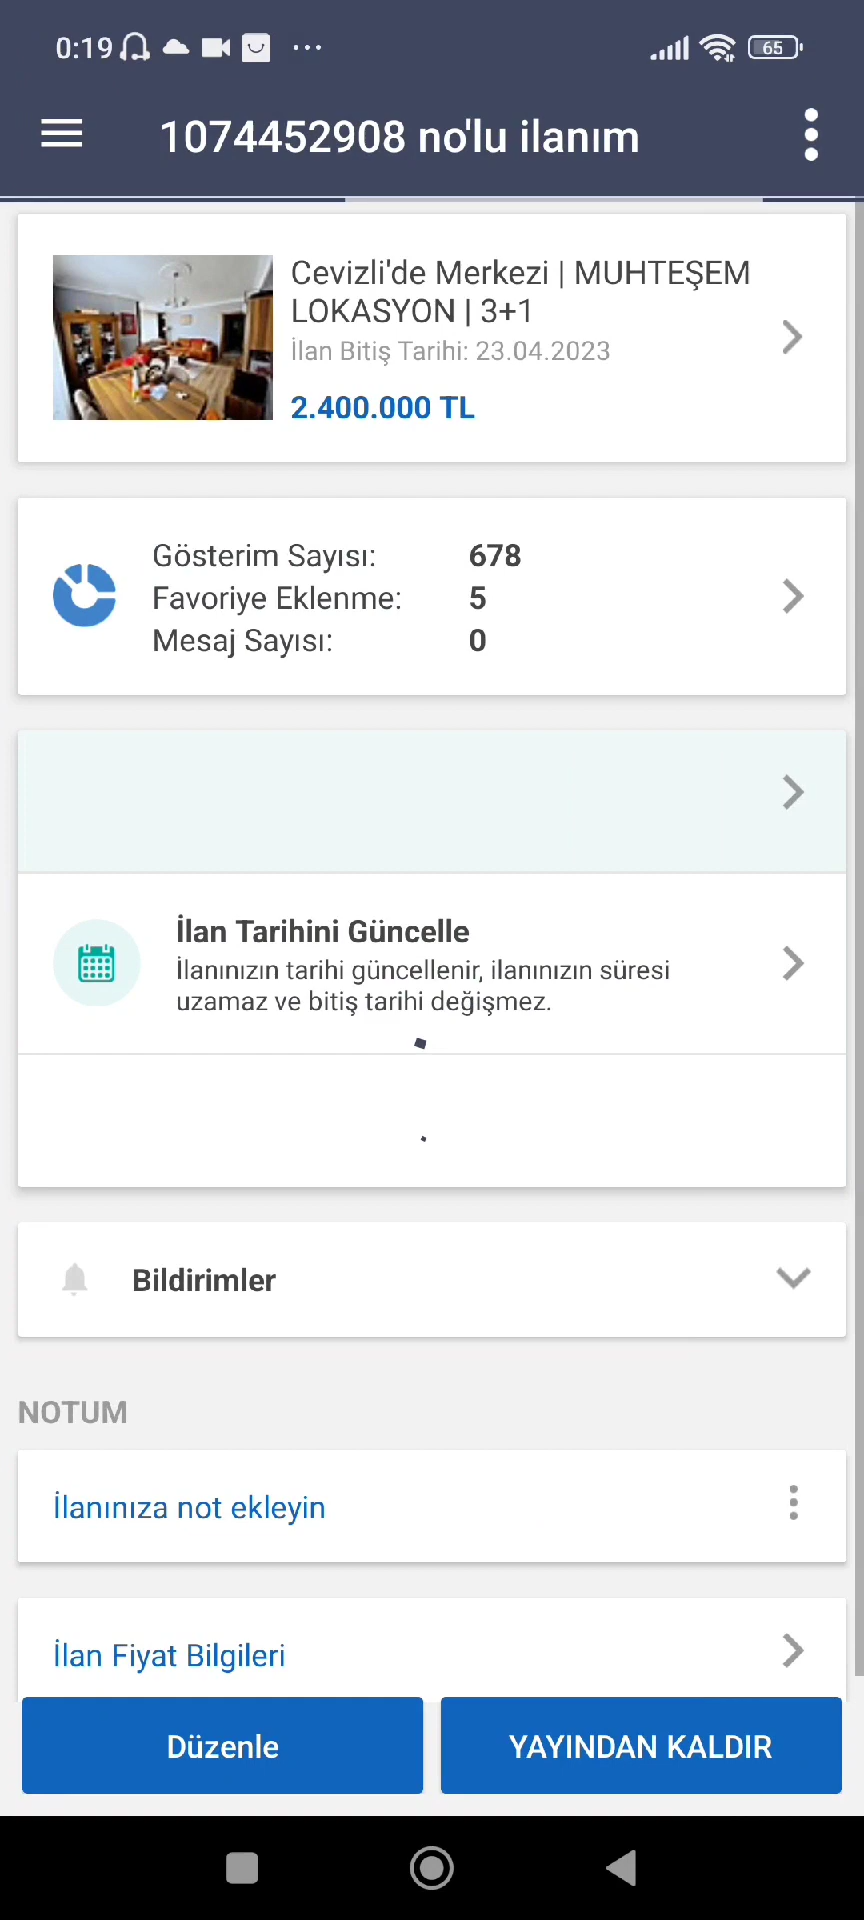 0:19
65
1074452908 no'lu ilanım
Cevizli'de Merkezi | MUHTEŞEM
LOKASYON | 3+1
İlan Bitiş Tarihi: 23.04.2023
2.400.000 TL
Gösterim Sayısı: 678
Favoriye Eklenme: 5
Mesaj Sayısı: 0
İlan Tarihini Güncelle
İlanınızın tarihi güncellenir, ilanınızın süresi
uzamaz ve bitiş tarihi değişmez.
Bildirimler
NOTUM
İlanınıza not ekleyin
İlan Fiyat Bilgileri
Düzenle
YAYINDAN KALDIR